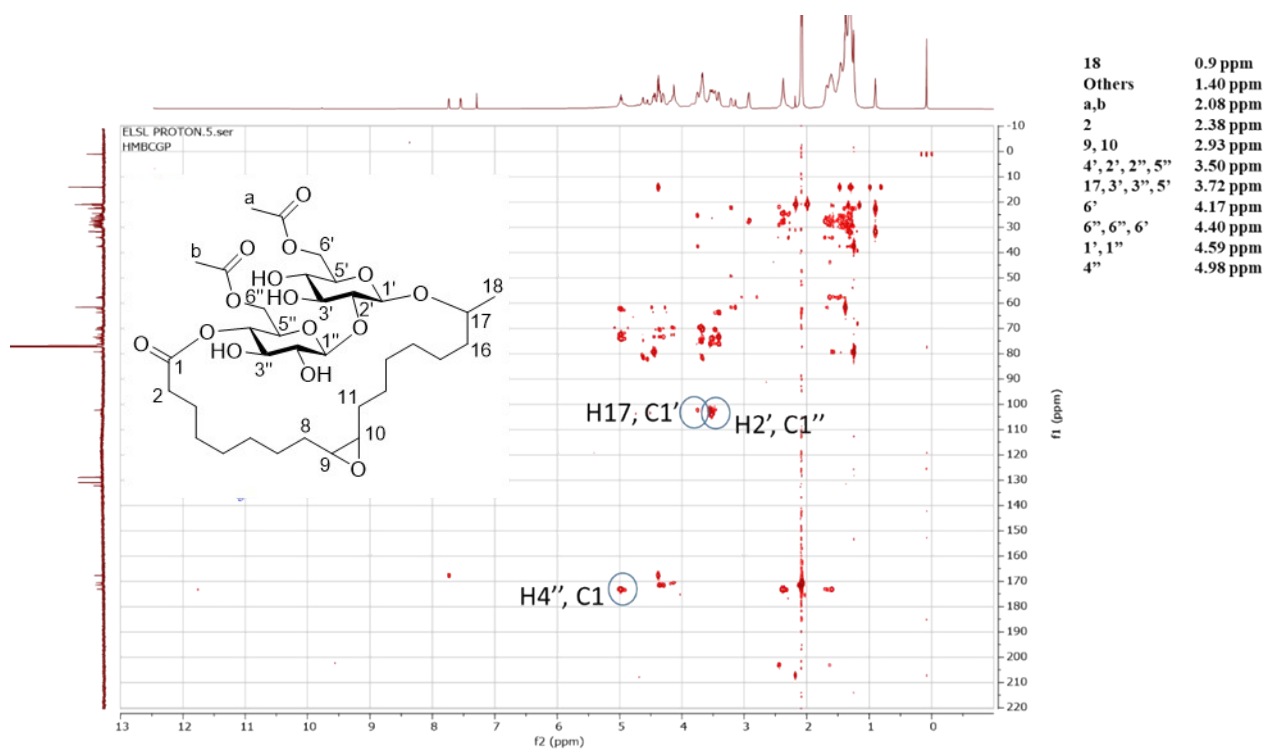 ELSL PROTON.5.ser
HMBCGP
a
O
O
6'
b
O
O
6''
HO
HO
5'
O
3'
2'
1'
O
18
17
16
O
5''
O
1''
O
O
1
HO
3''
OH
2
11
8
10
9
O
H17, C1'
H2', C1''
H4'', C1
-10
0
10
20
30
40
50
60
70
80
90
100
110
120
130
140
150
160
170
180
190
200
210
220
f1 (ppm)
13 12 11 10 9 8 7 6 5 4 3 2 1 0
f2 (ppm)
18 0.9 ppm
Others 1.40 ppm
a,b 2.08 ppm
2 2.38 ppm
9, 10 2.93 ppm
4', 2', 2'', 5'' 3.50 ppm
17, 3', 3'', 5' 3.72 ppm
6' 4.17 ppm
6'', 6'', 6' 4.40 ppm
1', 1'' 4.59 ppm
4'' 4.98 ppm